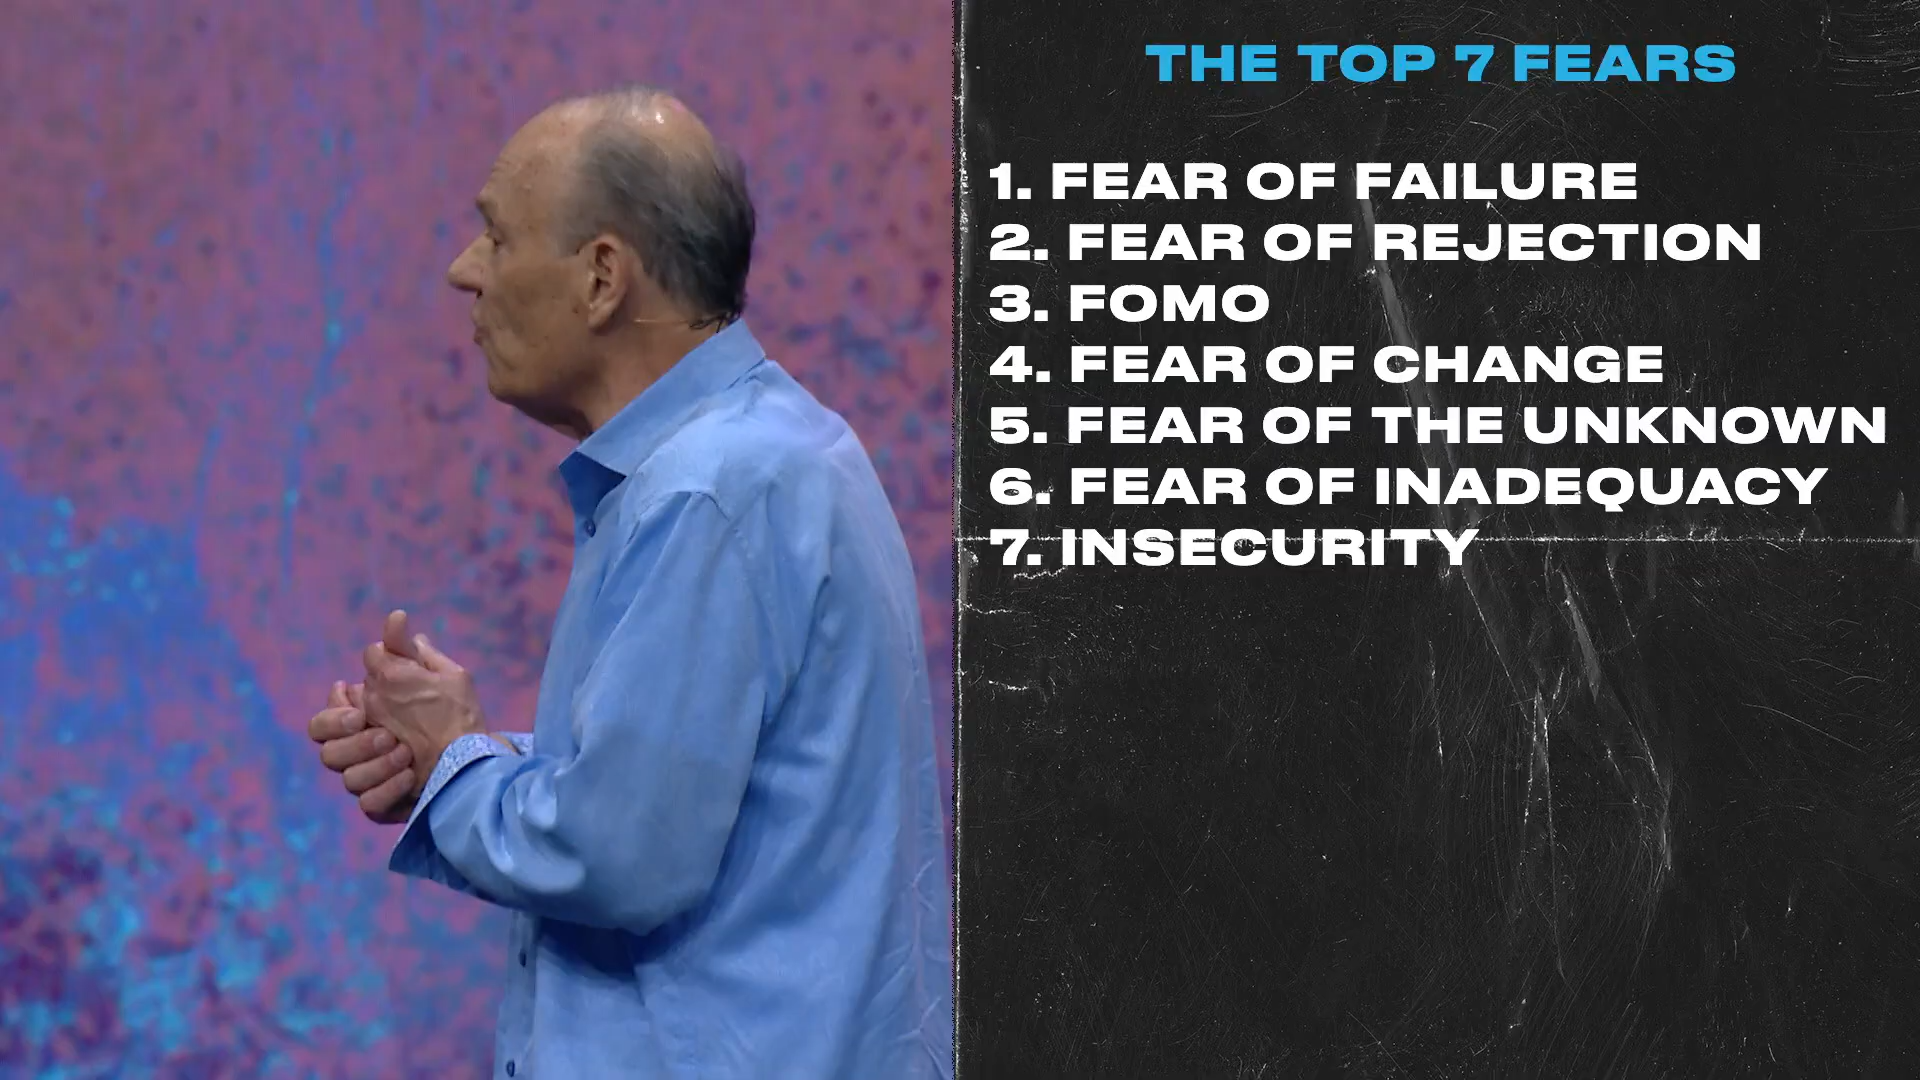 THE TOP 7 FEARS
1. FEAR OF FAILURE
2. FEAR OF REJECTION
3. FOMO
4. FEAR OF CHANGE
5. FEAR OF THE UNKNOWN
6. FEAR OF INADEQUACY
7. INSECURITY